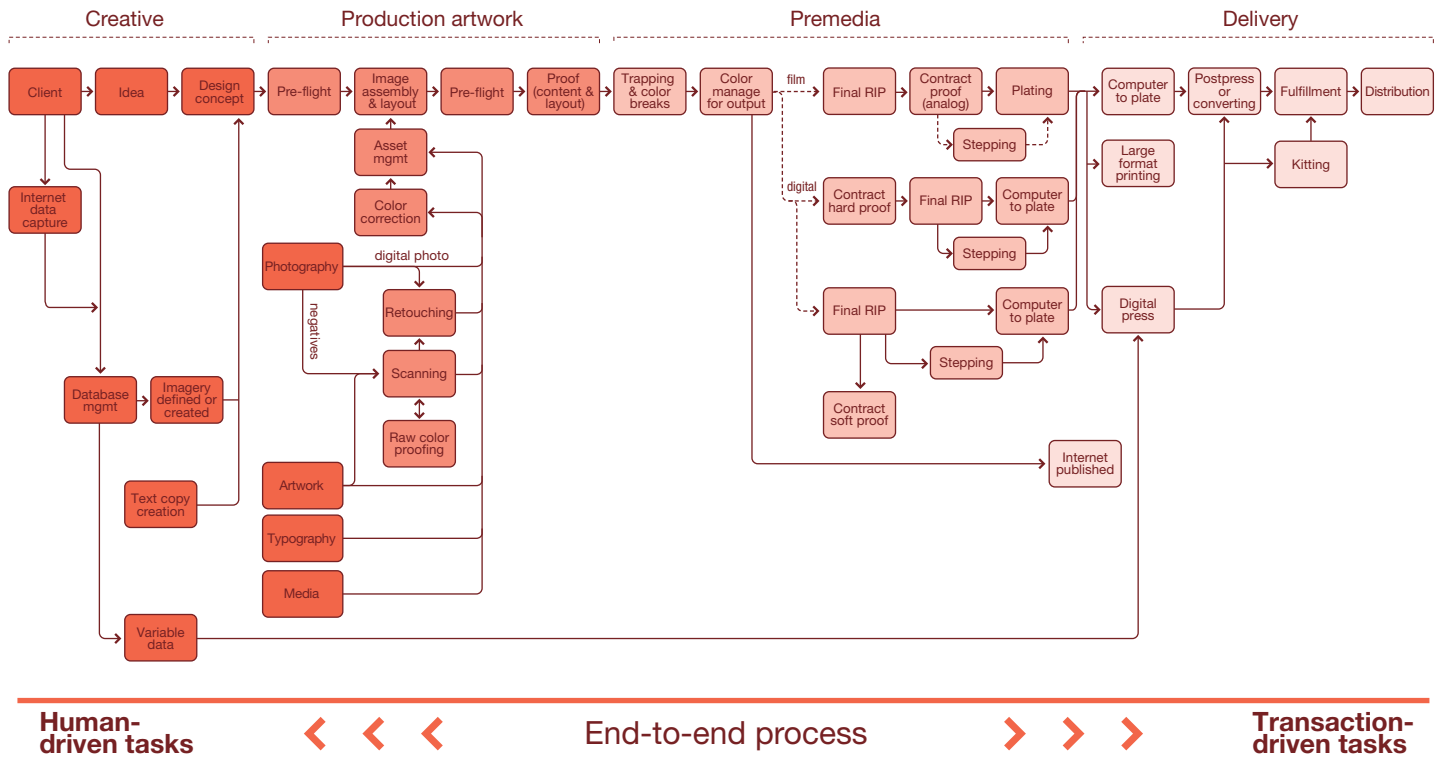 Creative
Production artwork
Premedia
Delivery
Client
Idea
Design
concept
Pre-flight
Image
assembly
& layout
Pre-flight
Proof
(content &
layout)
Trapping
& color
breaks
Color
manage
for output
film
Final RIP
Contract
proof
(analog)
Plating
Computer
to plate
Postpress
or
converting
Fulfillment
Distribution
Asset
mgmt
Stepping
Large
format
printing
Kitting
Internet
data
capture
Color
correction
digital
Contract
hard proof
Final RIP
Computer
to plate
Stepping
Photography
digital photo
negatives
Retouching
Final RIP
Computer
to plate
Digital
press
Scanning
Stepping
Database
mgmt
Imagery
defined or
created
Contract
soft proof
Raw color
proofing
Internet
published
Artwork
Text copy
creation
Typography
Media
Variable
data
Human-
driven tasks
End-to-end process
Transaction-
driven tasks